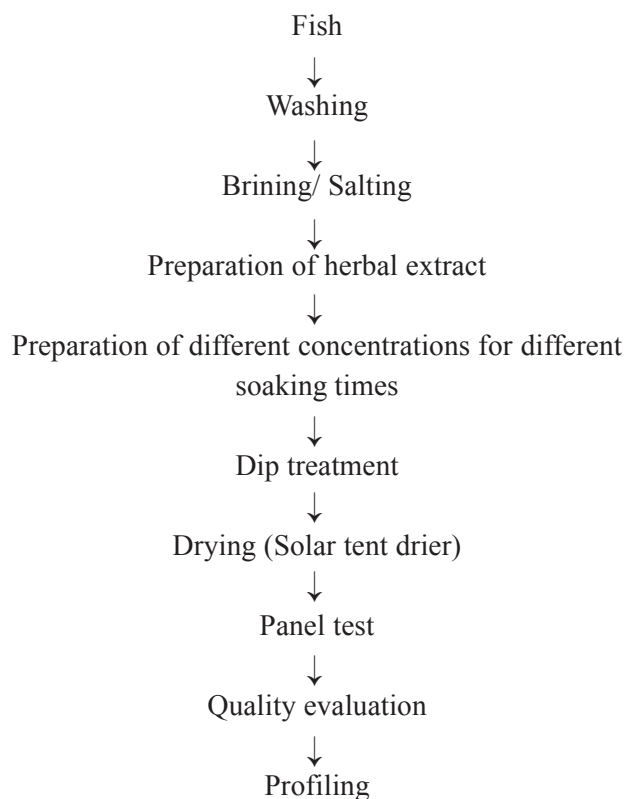 Fish
↓
Washing
↓
Brining/ Salting
↓
Preparation of herbal extract
↓
Preparation of different concentrations for different
soaking times
↓
Dip treatment
↓
Drying (Solar tent drier)
↓
Panel test
↓
Quality evaluation
↓
Profiling